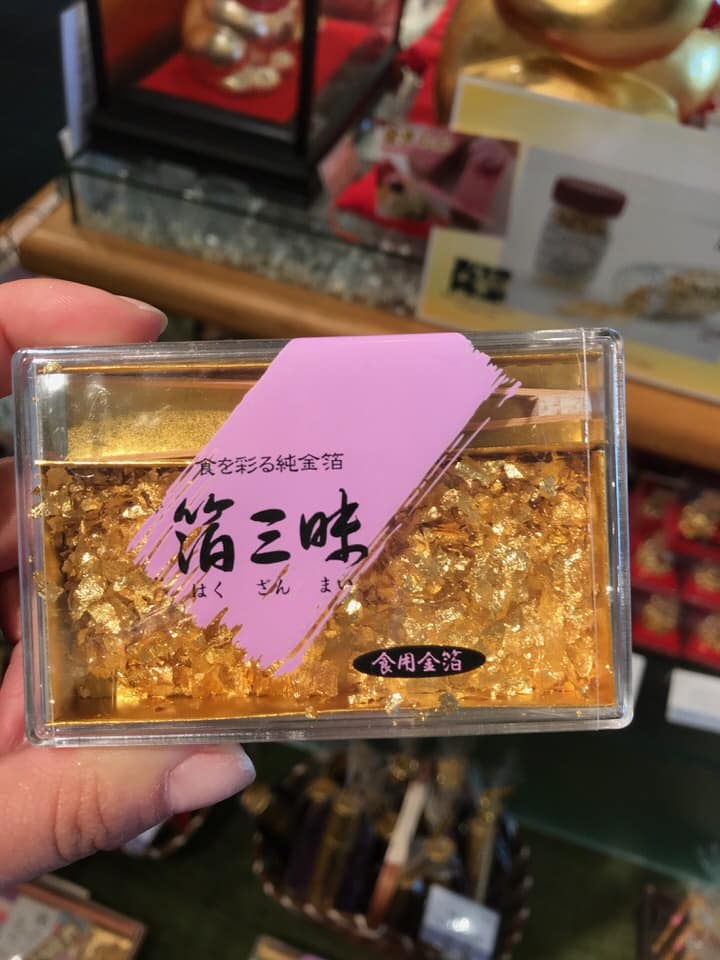 食を彩る純金箔
箔三昧
はく ざん まい
食用金箔